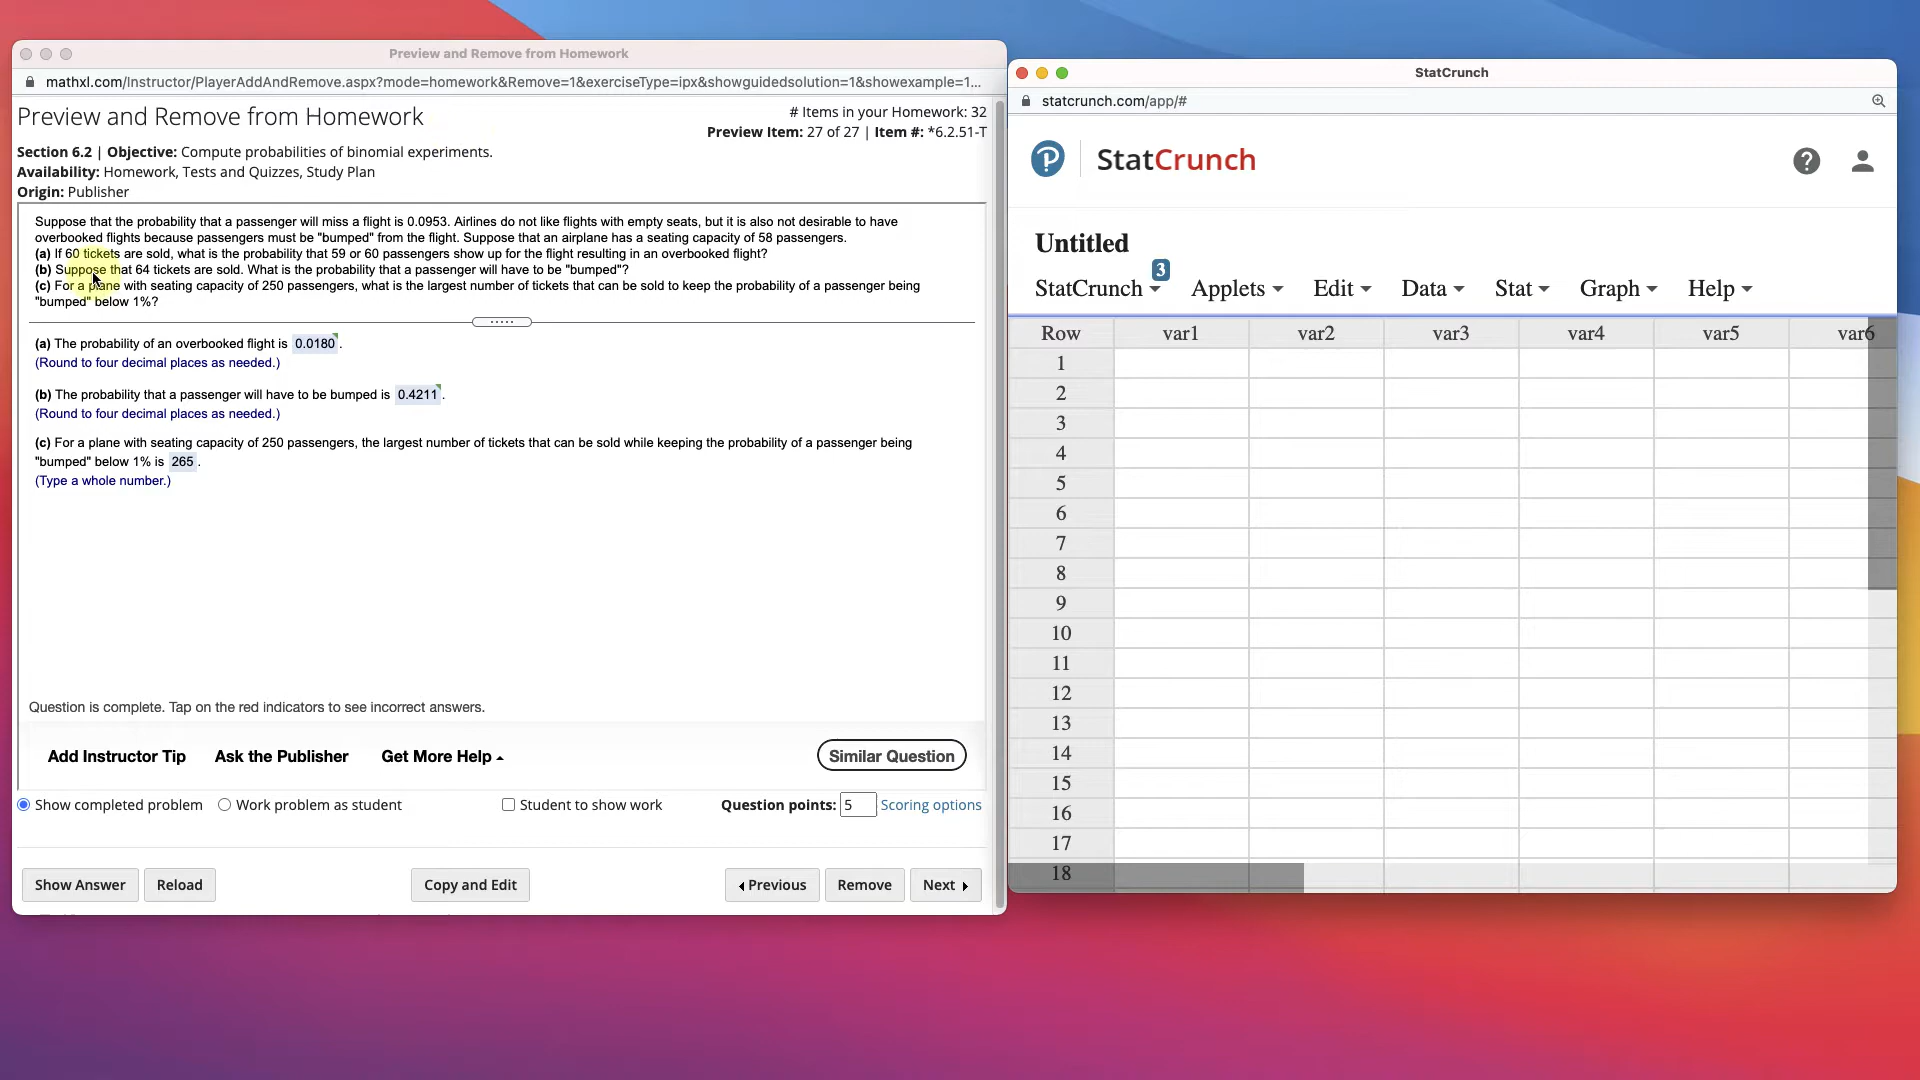 Preview and Remove from Homework
mathxl.com/Instructor/PlayerAddAndRemove.aspx?mode=homework&Remove=1&exerciseType=ipx&showguidedsolution=1&showexample=1...
Preview and Remove from Homework
# Items in your Homework: 32
Preview Item: 27 of 27 | Item #: *6.2.51-T
Section 6.2 | Objective: Compute probabilities of binomial experiments.
Availability: Homework, Tests and Quizzes, Study Plan
Origin: Publisher
Suppose that the probability that a passenger will miss a flight is 0.0953. Airlines do not like flights with empty seats, but it is also not desirable to have
overbooked flights because passengers must be "bumped" from the flight. Suppose that an airplane has a seating capacity of 58 passengers.
(a) If 60 tickets are sold, what is the probability that 59 or 60 passengers show up for the flight resulting in an overbooked flight?
(b) Suppose that 64 tickets are sold. What is the probability that a passenger will have to be "bumped"?
(c) For a plane with seating capacity of 250 passengers, what is the largest number of tickets that can be sold to keep the probability of a passenger being
"bumped" below 1%?
(a) The probability of an overbooked flight is 0.0180.
(Round to four decimal places as needed.)
(b) The probability that a passenger will have to be bumped is 0.4211.
(Round to four decimal places as needed.)
(c) For a plane with seating capacity of 250 passengers, the largest number of tickets that can be sold while keeping the probability of a passenger being
"bumped" below 1% is 265.
(Type a whole number.)
Question is complete. Tap on the red indicators to see incorrect answers.
Add Instructor Tip Ask the Publisher Get More Help Similar Question
Show completed problem Work problem as student Student to show work Question points: 5 Scoring options
Show Answer Reload Copy and Edit Previous Remove Next
StatCrunch
statcrunch.com/app/#
P StatCrunch ?
Untitled
3
StatCrunch Applets Edit Data Stat Graph Help
Row var1 var2 var3 var4 var5 var6
1
2
3
4
5
6
7
8
9
10
11
12
13
14
15
16
17
18